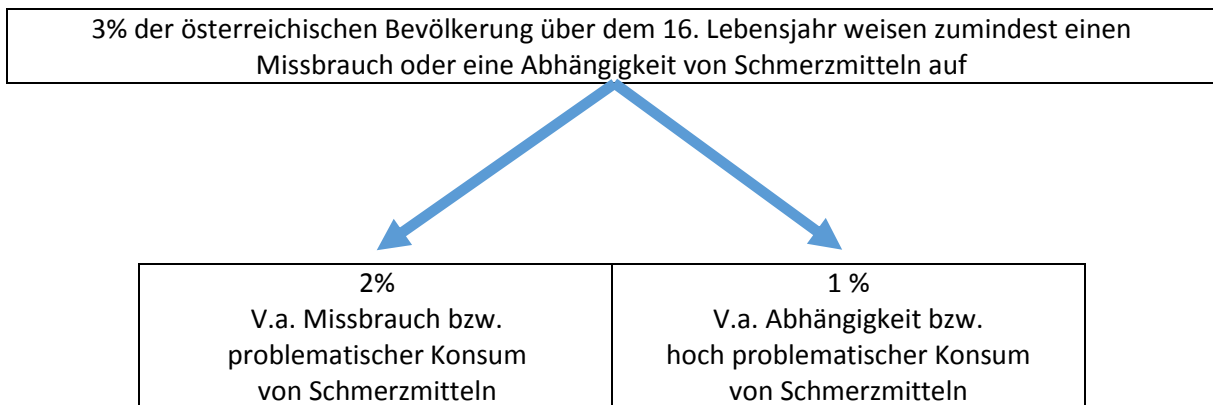 3% der österreichischen Bevölkerung über dem 16. Lebensjahr weisen zumindest einen
Missbrauch oder eine Abhängigkeit von Schmerzmitteln auf
2%
V.a. Missbrauch bzw.
problematischer Konsum
von Schmerzmitteln
1 %
V.a. Abhängigkeit bzw.
hoch problematischer Konsum
von Schmerzmitteln